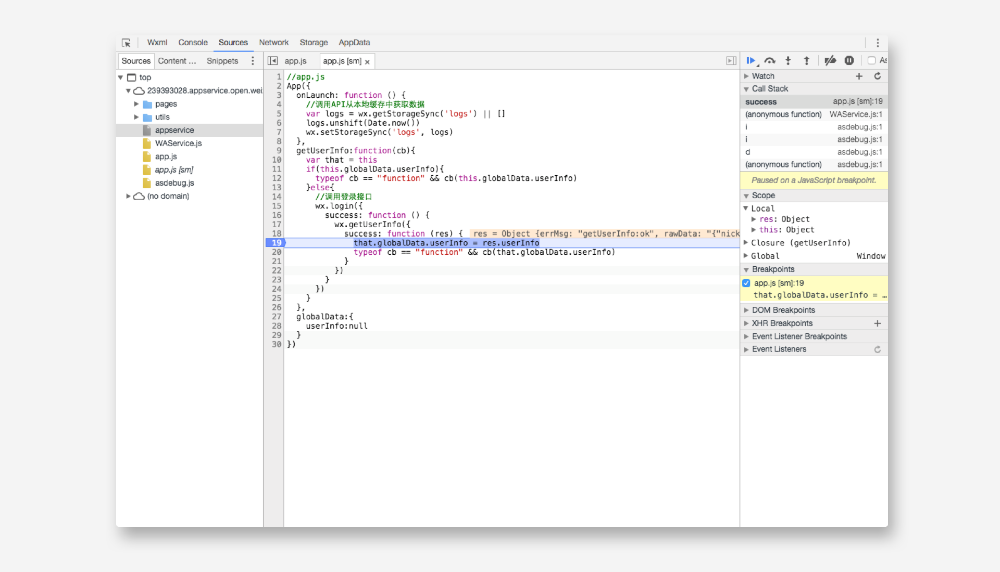 Wxml Console Sources Network Storage AppData
Sources Content ... Snippets
top
239393028.appservice.open.wei
pages
utils
appservice
WAService.js
app.js
app.js [sm]
asdebug.js
(no domain)
app.js app.js [sm] ×
1 //app.js
2 App({
3 onLaunch: function () {
4 //调用API从本地缓存中获取数据
5 var logs = wx.getStorageSync('logs') || []
6 logs.unshift(Date.now())
7 wx.setStorageSync('logs', logs)
8 },
9 getUserInfo:function(cb){
10 var that = this
11 if(this.globalData.userInfo){
12 typeof cb == "function" && cb(this.globalData.userInfo)
13 }else{
14 //调用登录接口
15 wx.login({
16 success: function () {
17 wx.getUserInfo({
18 success: function (res) { res = Object {errMsg: "getUserInfo:ok", rawData: "{"nick
19 that.globalData.userInfo = res.userInfo
20 typeof cb == "function" && cb(that.globalData.userInfo)
21 }
22 })
23 }
24 })
25 }
26 },
27 globalData:{
28 userInfo:null
29 }
30 })
As
Watch
Call Stack
success app.js [sm]:19
(anonymous function) WAService.js:1
i asdebug.js:1
i asdebug.js:1
d asdebug.js:1
(anonymous function) asdebug.js:1
Paused on a JavaScript breakpoint.
Scope
Local
res: Object
this: Object
Closure (getUserInfo)
Global Window
Breakpoints
app.js [sm]:19
that.globalData.userInfo = …
DOM Breakpoints
XHR Breakpoints
Event Listener Breakpoints
Event Listeners